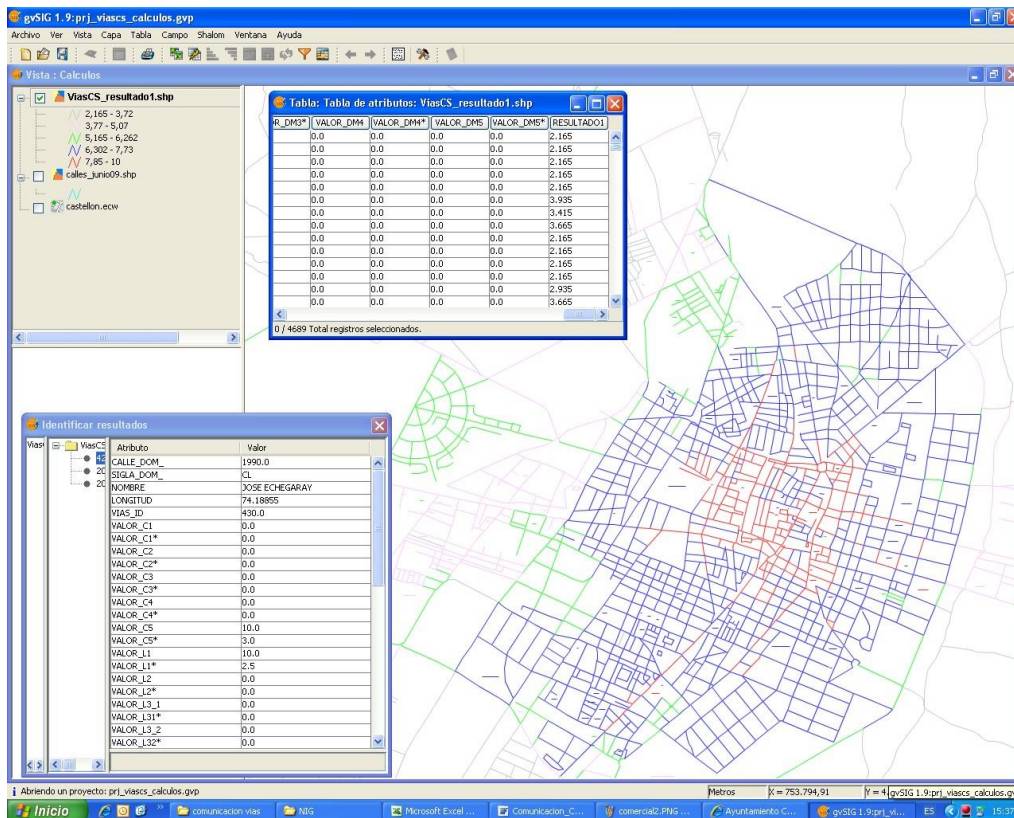 gvSIG 1.9:prj_viascs_calculos.gvp
Archivo Ver Vista Capa Tabla Campo Shalom Ventana Ayuda
Vista : Calculos
ViasCS_resultado1.shp
2,165 - 3,72
3,77 - 5,07
5,165 - 6,262
6,302 - 7,73
7,85 - 10
calles_junio09.shp
castellon.ecw
Tabla: Tabla de atributos: ViasCS_resultado1.shp
OR_DM3* VALOR_DM4 VALOR_DM4* VALOR_DM5 VALOR_DM5* RESULTADO1
0.0 0.0 0.0 0.0 2.165
0.0 0.0 0.0 0.0 2.165
0.0 0.0 0.0 0.0 2.165
0.0 0.0 0.0 0.0 2.165
0.0 0.0 0.0 0.0 2.165
0.0 0.0 0.0 0.0 3.935
0.0 0.0 0.0 0.0 3.415
0.0 0.0 0.0 0.0 3.665
0.0 0.0 0.0 0.0 2.165
0.0 0.0 0.0 0.0 2.165
0.0 0.0 0.0 0.0 2.165
0.0 0.0 0.0 0.0 2.165
0.0 0.0 0.0 0.0 2.935
0.0 0.0 0.0 0.0 3.665
0 / 4689 Total registros seleccionados.
Identificar resultados
Vias ViasCS
42
20
20
Atributo Valor
CALLE_DOM_ 1990.0
SIGLA_DOM_ CL
NOMBRE JOSE ECHEGARAY
LONGITUD 74.18855
VIAS_ID 430.0
VALOR_C1 0.0
VALOR_C1* 0.0
VALOR_C2 0.0
VALOR_C2* 0.0
VALOR_C3 0.0
VALOR_C3* 0.0
VALOR_C4 0.0
VALOR_C4* 0.0
VALOR_C5 10.0
VALOR_C5* 3.0
VALOR_L1 10.0
VALOR_L1* 2.5
VALOR_L2 0.0
VALOR_L2* 0.0
VALOR_L3_1 0.0
VALOR_L31* 0.0
VALOR_L3_2 0.0
VALOR_L32* 0.0
Abriendo un proyecto: prj_viascs_calculos.gvp
Metros X = 753.794,91 Y = 4. gvSIG 1.9:prj_viascs_calculos.gv
Inicio comunicacion vias NIG Microsoft Excel ... Comunicacion_C... comercial2.PNG ... Ayuntamiento C... gvSIG 1.9:prj_vi... ES 15:37